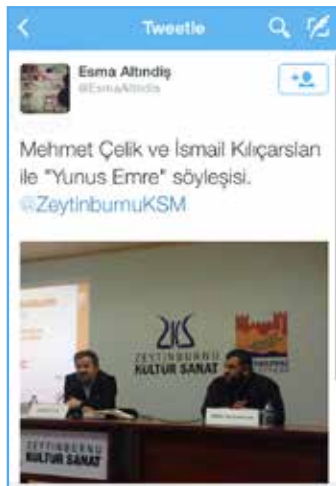 Tweetle
Esma Altındiş
@EsmaAltindis
Mehmet Çelik ve İsmail Kılıçarslan
ile "Yunus Emre" söyleşisi.
@ZeytinburnuKSM
ZKS
ZEYTİNBURNU
KÜLTÜR SANAT
ZEYTİNBURNU
KÜLTÜR SANAT